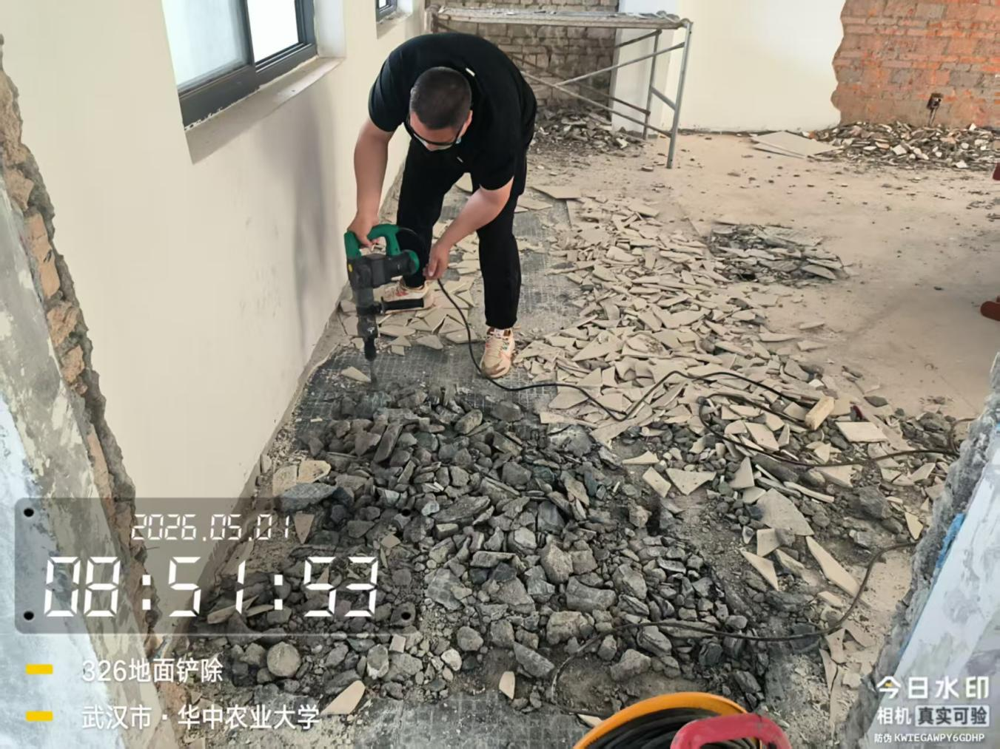 2026.05.01
08:51:53
326地面铲除
武汉市·华中农业大学
今日水印
相机 真实可验
防伪 KWTEGAWPY6GDHP